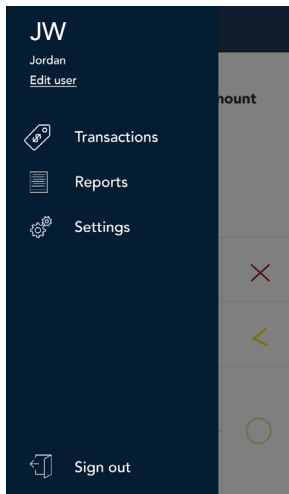 JW
Jordan
Edit user
mount
Transactions
Reports
Settings
Sign out